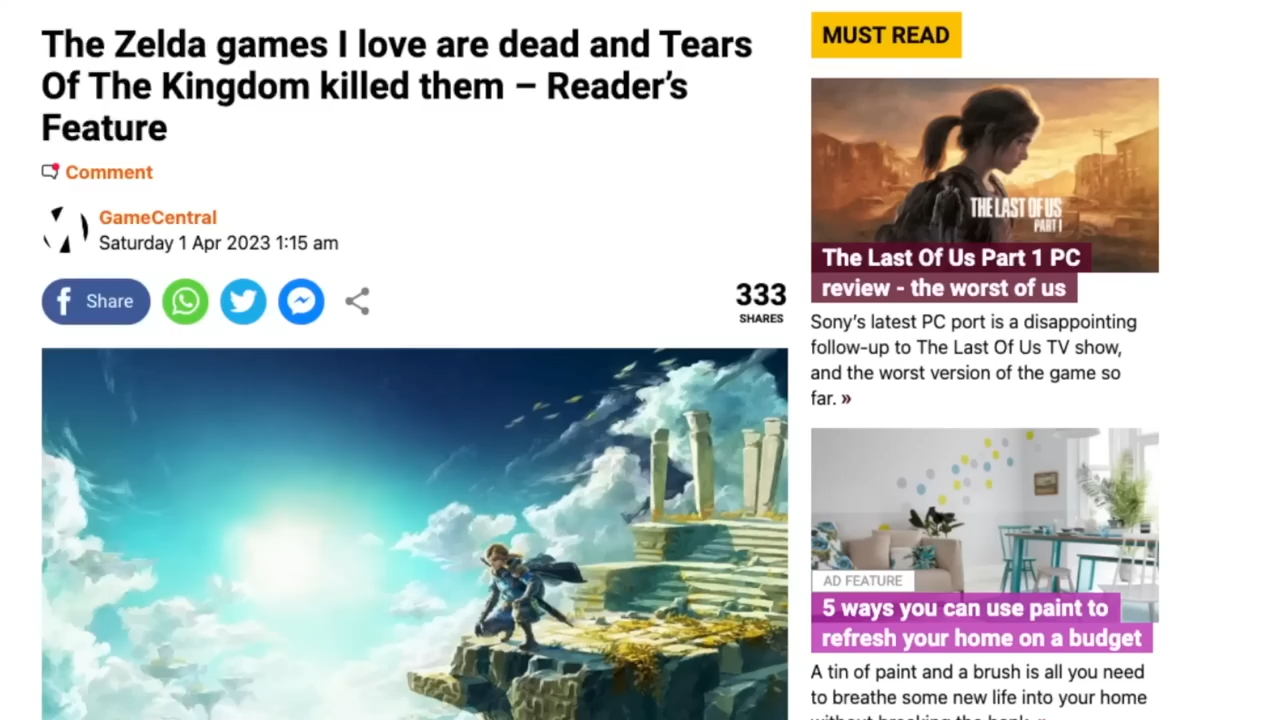 The Zelda games I love are dead and Tears
Of The Kingdom killed them – Reader's
Feature
Comment
GameCentral
Saturday 1 Apr 2023 1:15 am
Share
333
SHARES
MUST READ
THE LAST OF US
PART I
The Last Of Us Part 1 PC
review - the worst of us
Sony's latest PC port is a disappointing
follow-up to The Last Of Us TV show,
and the worst version of the game so
far. »
AD FEATURE
5 ways you can use paint to
refresh your home on a budget
A tin of paint and a brush is all you need
to breathe some new life into your home
without breaking the bank. »